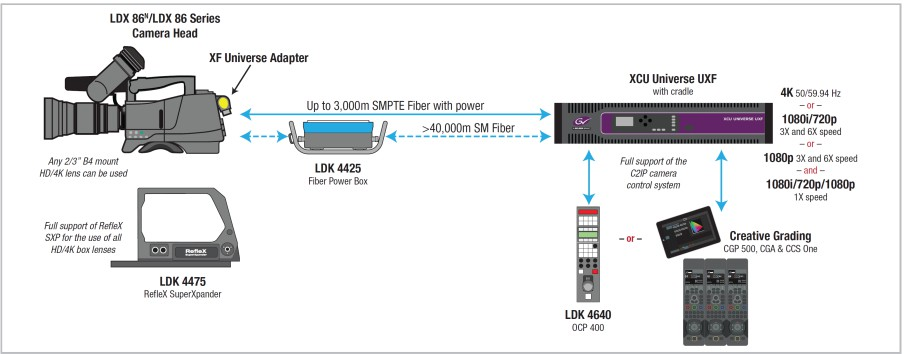 LDX 86ᴺ/LDX 86 Series
Camera Head
XF Universe Adapter
Up to 3,000m SMPTE Fiber with power
>40,000m SM Fiber
Any 2/3" B4 mount
HD/4K lens can be used
LDK 4425
Fiber Power Box
XCU Universe UXF
with cradle
GV
XCU UNIVERSE UXF
4K 50/59.94 Hz
– or –
1080i/720p
3X and 6X speed
– or –
1080p 3X and 6X speed
– and –
1080i/720p/1080p
1X speed
Full support of the
C2IP camera
control system
Full support of RefleX
SXP for the use of all
HD/4K box lenses
RefleX
SuperXpander
LDK 4475
RefleX SuperXpander
– or –
LDK 4640
OCP 400
Creative Grading
CGP 500, CGA & CCS One